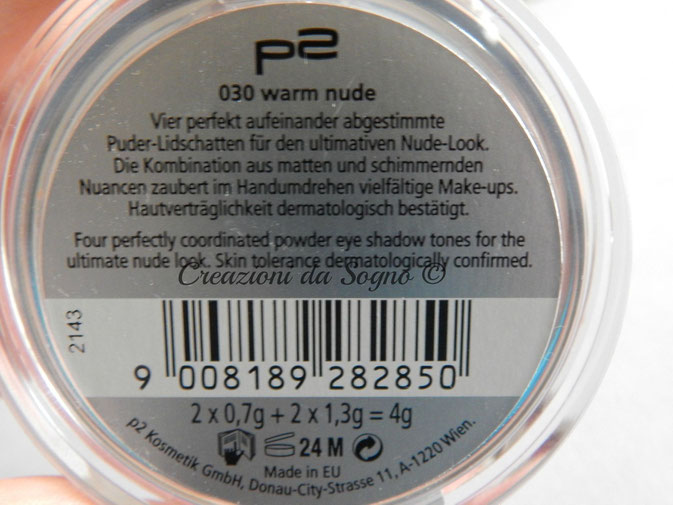 p2
030 warm nude
Vier perfekt aufeinander abgestimmte
Puder-Lidschatten für den ultimativen Nude-Look.
Die Kombination aus matten und schimmernden
Nuancen zaubert im Handumdrehen vielfältige Make-ups.
Hautverträglichkeit dermatologisch bestätigt.
Four perfectly coordinated powder eye shadow tones for the
ultimate nude look. Skin tolerance dermatologically confirmed.
Creazioni da Sogno ©
2143
9 008189 282850
2 x 0,7g + 2 x 1,3g = 4g
24 M
Made in EU
p2 Kosmetik GmbH, Donau-City-Strasse 11, A-1220 Wien.